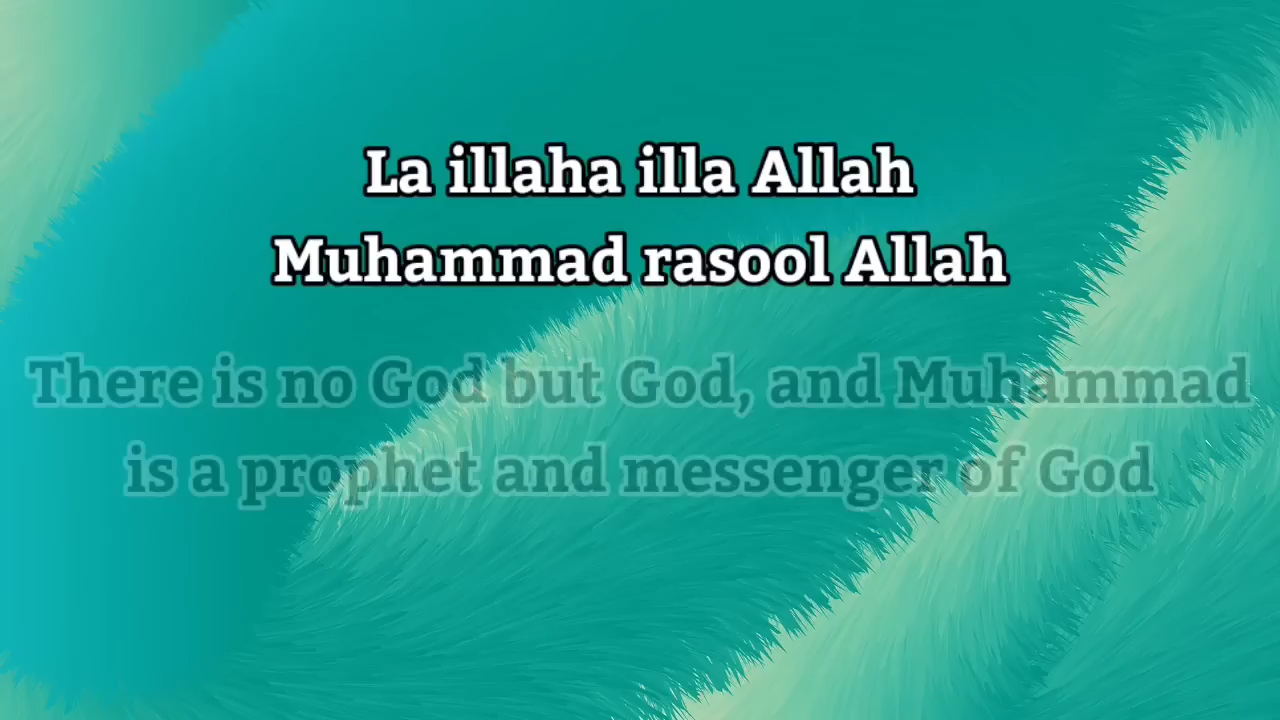 La illaha illa Allah
Muhammad rasool Allah
There is no God but God, and Muhammad
is a prophet and messenger of God